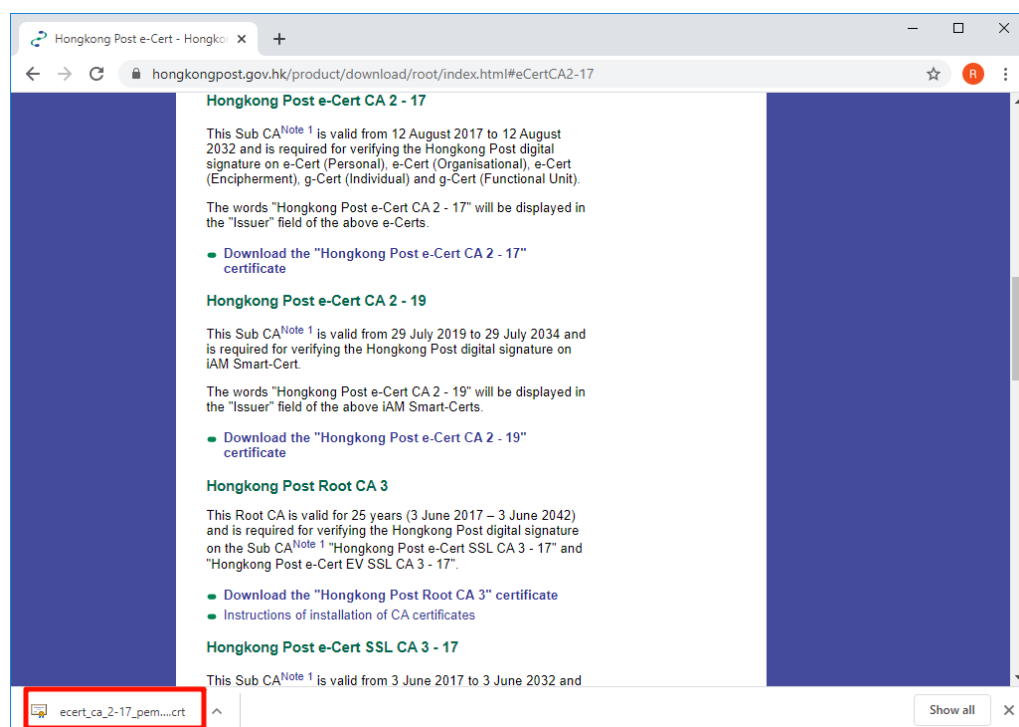 Hongkong Post e-Cert - Hongko
hongkongpost.gov.hk/product/download/root/index.html#eCertCA2-17
R
Hongkong Post e-Cert CA 2 - 17
This Sub CA Note 1 is valid from 12 August 2017 to 12 August
2032 and is required for verifying the Hongkong Post digital
signature on e-Cert (Personal), e-Cert (Organisational), e-Cert
(Encipherment), g-Cert (Individual) and g-Cert (Functional Unit).
The words "Hongkong Post e-Cert CA 2 - 17" will be displayed in
the "Issuer" field of the above e-Certs.
Download the "Hongkong Post e-Cert CA 2 - 17"
certificate
Hongkong Post e-Cert CA 2 - 19
This Sub CA Note 1 is valid from 29 July 2019 to 29 July 2034 and
is required for verifying the Hongkong Post digital signature on
iAM Smart-Cert.
The words "Hongkong Post e-Cert CA 2 - 19" will be displayed in
the "Issuer" field of the above iAM Smart-Certs.
Download the "Hongkong Post e-Cert CA 2 - 19"
certificate
Hongkong Post Root CA 3
This Root CA is valid for 25 years (3 June 2017 – 3 June 2042)
and is required for verifying the Hongkong Post digital signature
on the Sub CA Note 1 "Hongkong Post e-Cert SSL CA 3 - 17" and
"Hongkong Post e-Cert EV SSL CA 3 - 17".
Download the "Hongkong Post Root CA 3" certificate
Instructions of installation of CA certificates
Hongkong Post e-Cert SSL CA 3 - 17
This Sub CA Note 1 is valid from 3 June 2017 to 3 June 2032 and
ecert_ca_2-17_pem....crt
Show all